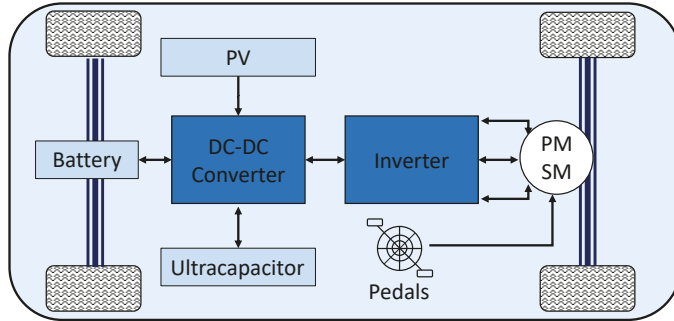 PV
Battery
DC-DC
Converter
Inverter
PM
SM
Ultracapacitor
Pedals